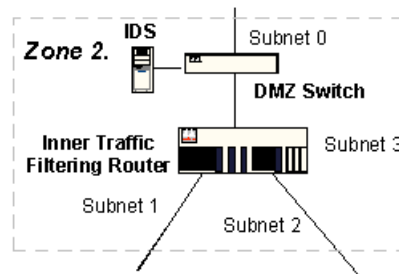 IDS
Subnet 0
Zone 2.
DMZ Switch
Inner Traffic
Filtering Router
Subnet 3
Subnet 1
Subnet 2